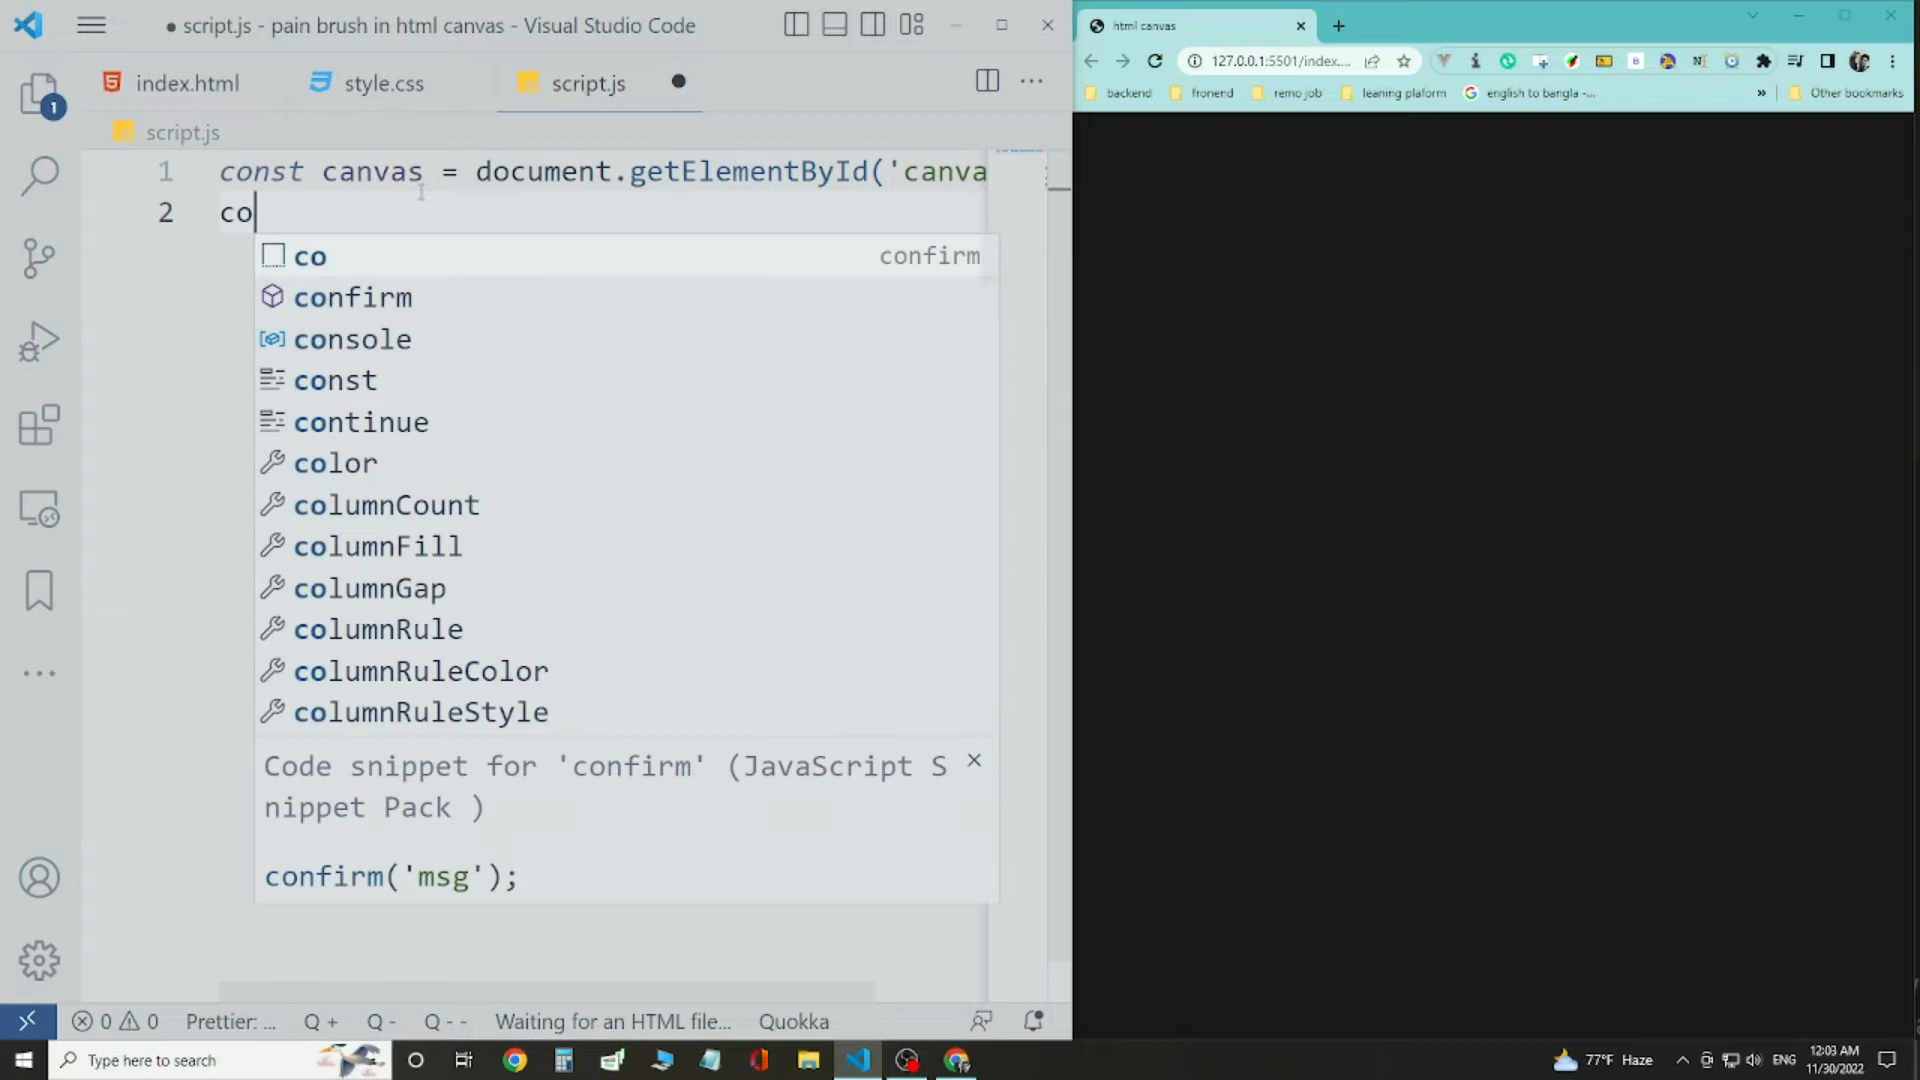 script.js - pain brush in html canvas - Visual Studio Code
index.html
style.css
script.js
script.js
1 const canvas = document.getElementById('canva
2 co
co confirm
confirm
console
const
continue
color
columnCount
columnFill
columnGap
columnRule
columnRuleColor
columnRuleStyle
Code snippet for 'confirm' (JavaScript S
nippet Pack )
confirm('msg');
1
0 0 Prettier: ... Q + Q - Q - - Waiting for an HTML file... Quokka
html canvas
127.0.0.1:5501/index....
backend fronend remo job leaning plaform english to bangla -... » Other bookmarks
Type here to search
77°F Haze
ENG
12:03 AM
11/30/2022